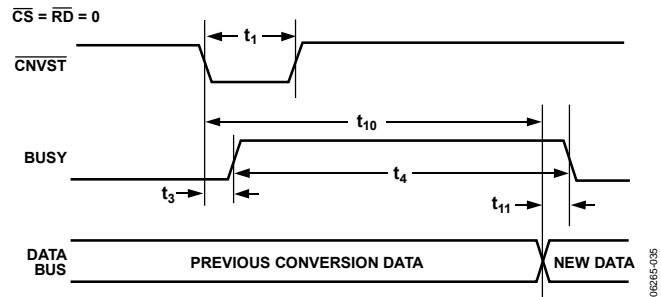 CS = RD = 0
CNVST
t1
t10
BUSY
t4
t3
t11
DATA
BUS
PREVIOUS CONVERSION DATA
NEW DATA
06265-035